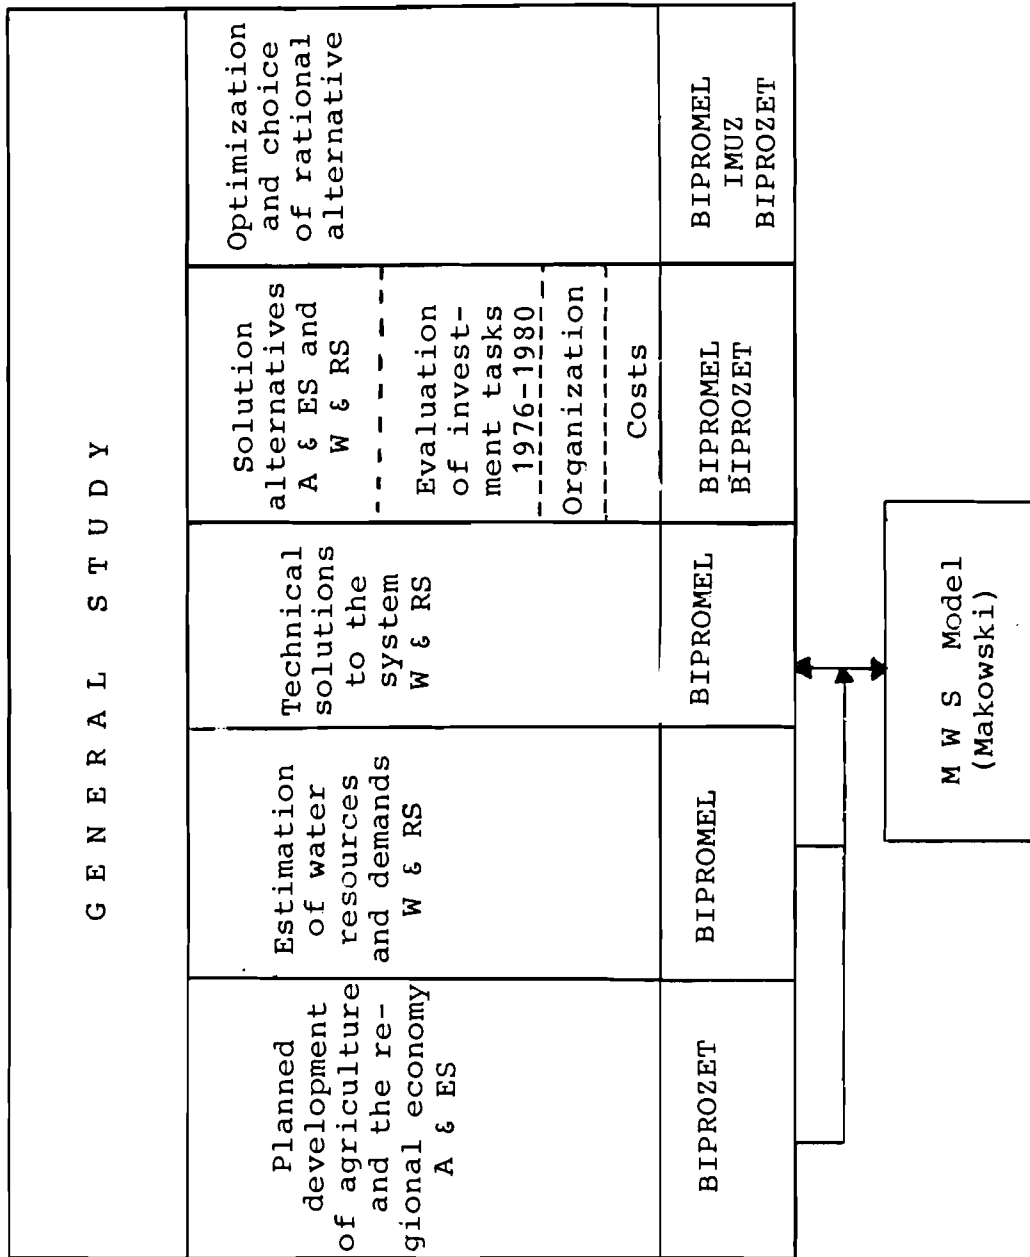 GENERAL STUDY
Planned
development
of agriculture
and the re-
gional economy
A & ES
Estimation
of water
resources
and demands
W & RS
Technical
solutions
to the
system
W & RS
Solution
alternatives
A & ES and
W & RS
Evaluation
of invest-
ment tasks
1976-1980
Organization
Costs
Optimization
and choice
of rational
alternative
BIPROZET
BIPROMEL
BIPROMEL
BIPROMEL
BIPROZET
BIPROMEL
IMUZ
BIPROZET
MWS Model
(Makowski)